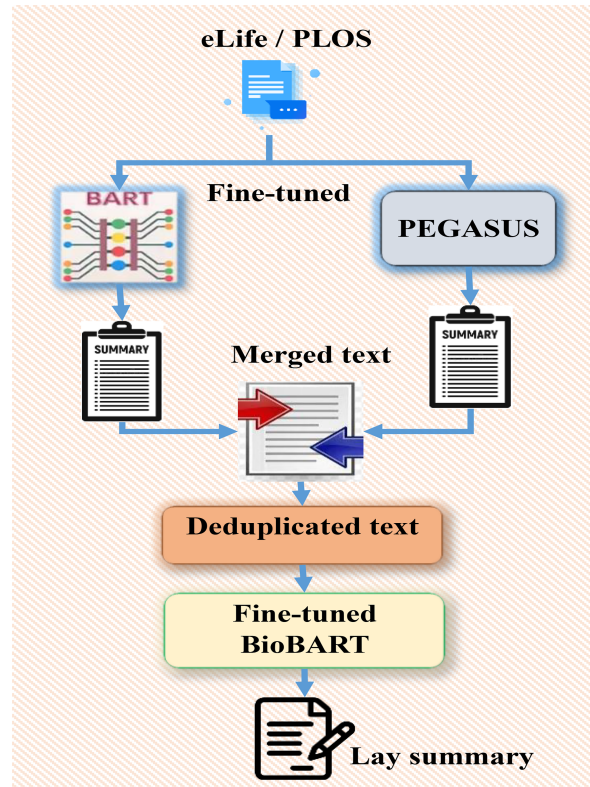 eLife / PLOS
BART
Fine-tuned
PEGASUS
SUMMARY
SUMMARY
Merged text
Deduplicated text
Fine-tuned
BioBART
Lay summary